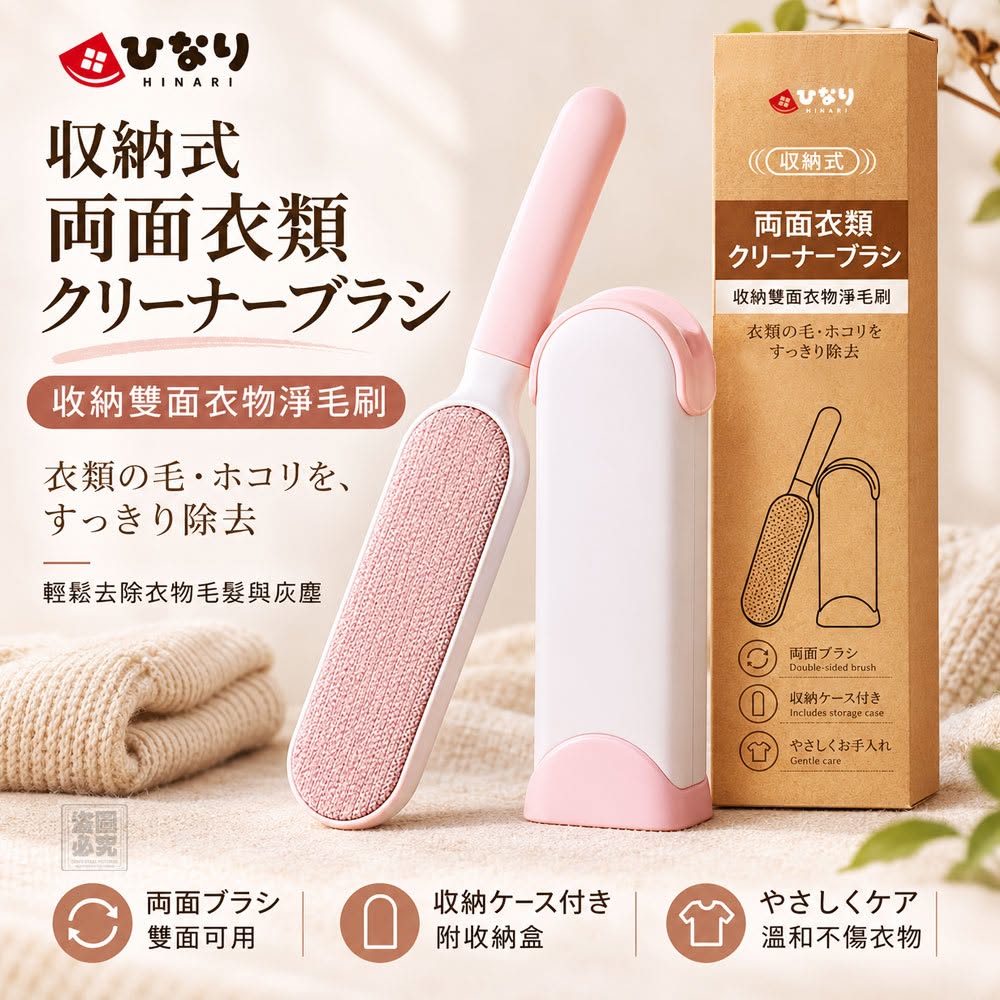 ひなり
HINARI
収納式
両面衣類
クリーナーブラシ
収納雙面衣物淨毛刷
衣類の毛・ホコリを、
すっきり除去
輕鬆去除衣物毛髮與灰塵
ひなり
HINARI
収納式
両面衣類
クリーナーブラシ
收納雙面衣物淨毛刷
衣類の毛・ホコリを
すっきり除去
両面ブラシ
Double-sided brush
収納ケース付き
Includes storage case
やさしくお手入れ
Gentle care
盜圖
必究
両面ブラシ
雙面可用
収納ケース付き
附收納盒
やさしくケア
溫和不傷衣物